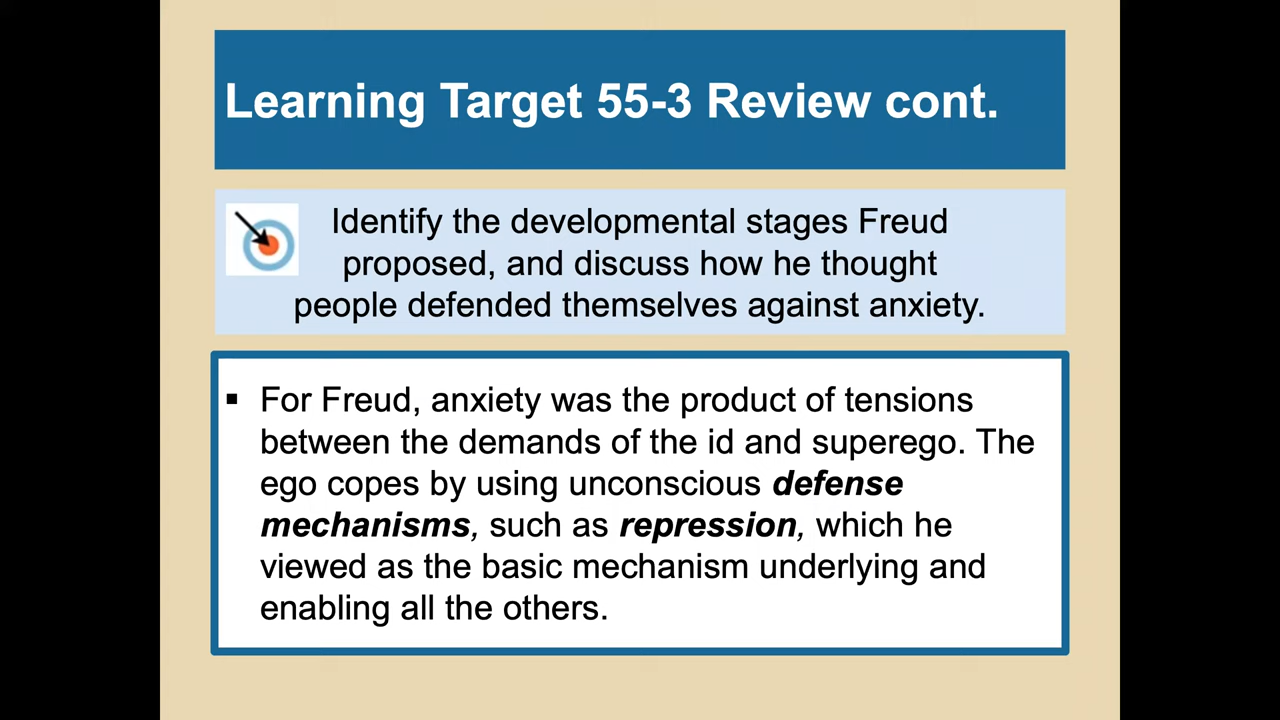 Learning Target 55-3 Review cont.
Identify the developmental stages Freud
proposed, and discuss how he thought
people defended themselves against anxiety.
▪ For Freud, anxiety was the product of tensions
between the demands of the id and superego. The
ego copes by using unconscious defense
mechanisms, such as repression, which he
viewed as the basic mechanism underlying and
enabling all the others.